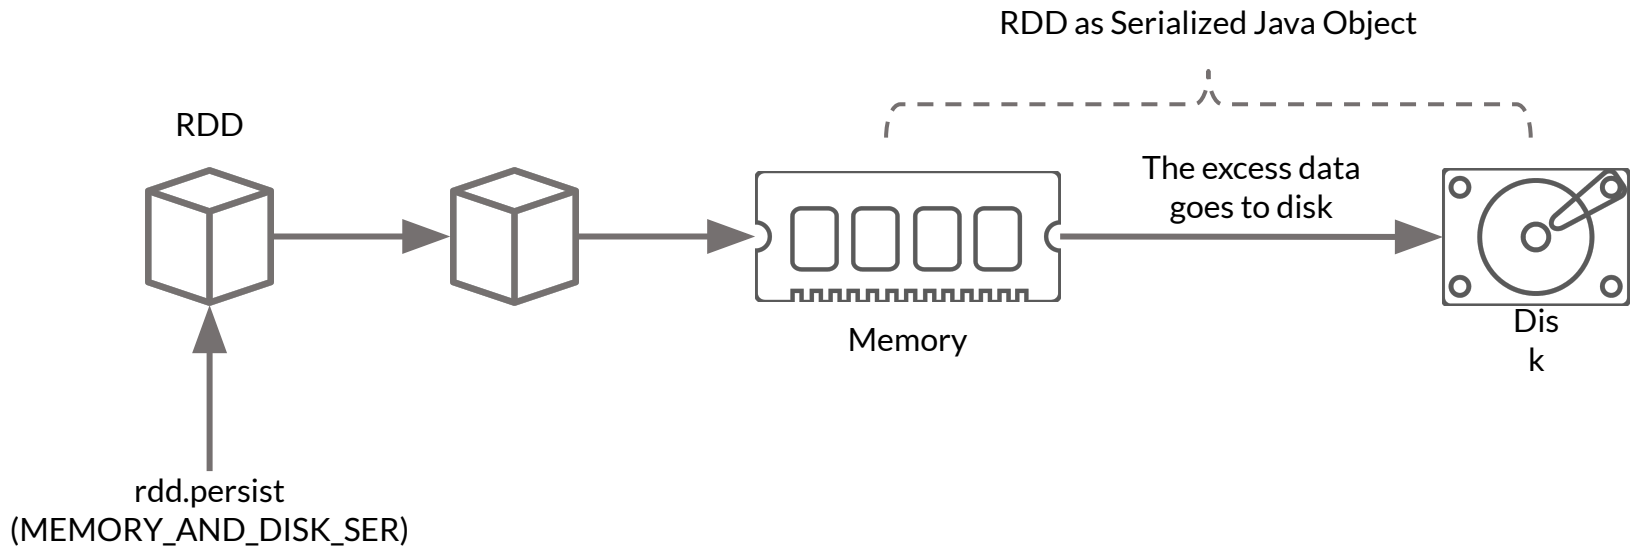 RDD as Serialized Java Object
RDD
The excess data
goes to disk
Memory
Dis
k
rdd.persist
(MEMORY_AND_DISK_SER)